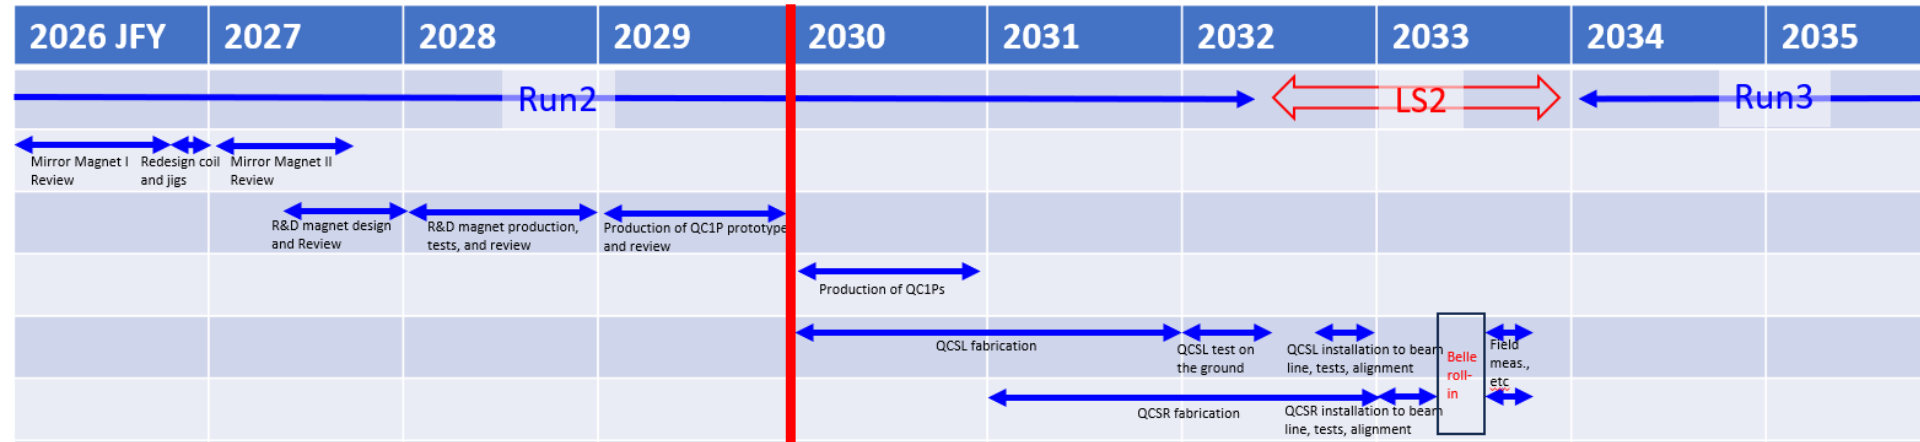 2026 JFY 2027 2028 2029 2030 2031 2032 2033 2034 2035
Run2 LS2 Run3
Mirror Magnet I
Review
Redesign coil
and jigs
Mirror Magnet II
Review
R&D magnet design
and Review
R&D magnet production,
tests, and review
Production of QC1P prototype
and review
Production of QC1Ps
QCSL fabrication
QCSL test on
the ground
QCSL installation to beam
line, tests, alignment
Belle
roll-
in
Field
meas.,
etc
QCSR fabrication
QCSR installation to beam
line, tests, alignment